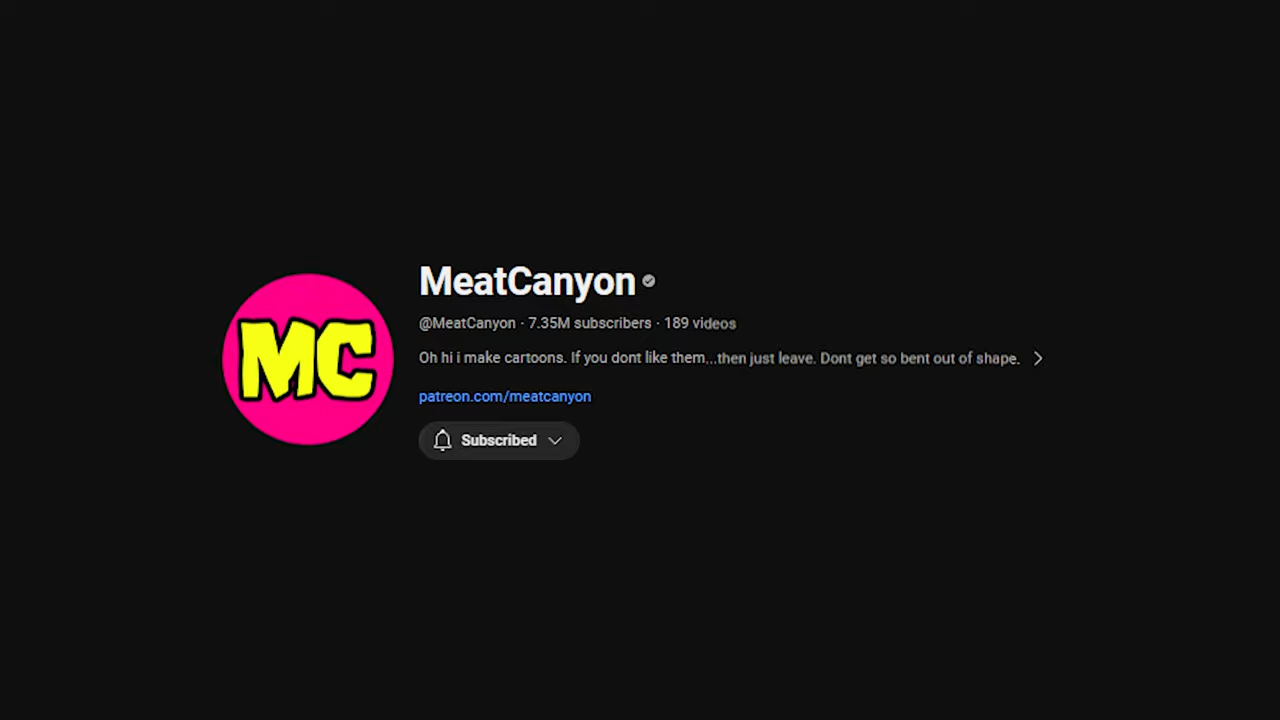 MC
MeatCanyon
@MeatCanyon · 7.35M subscribers · 189 videos
Oh hi i make cartoons. If you dont like them...then just leave. Dont get so bent out of shape.
patreon.com/meatcanyon
Subscribed